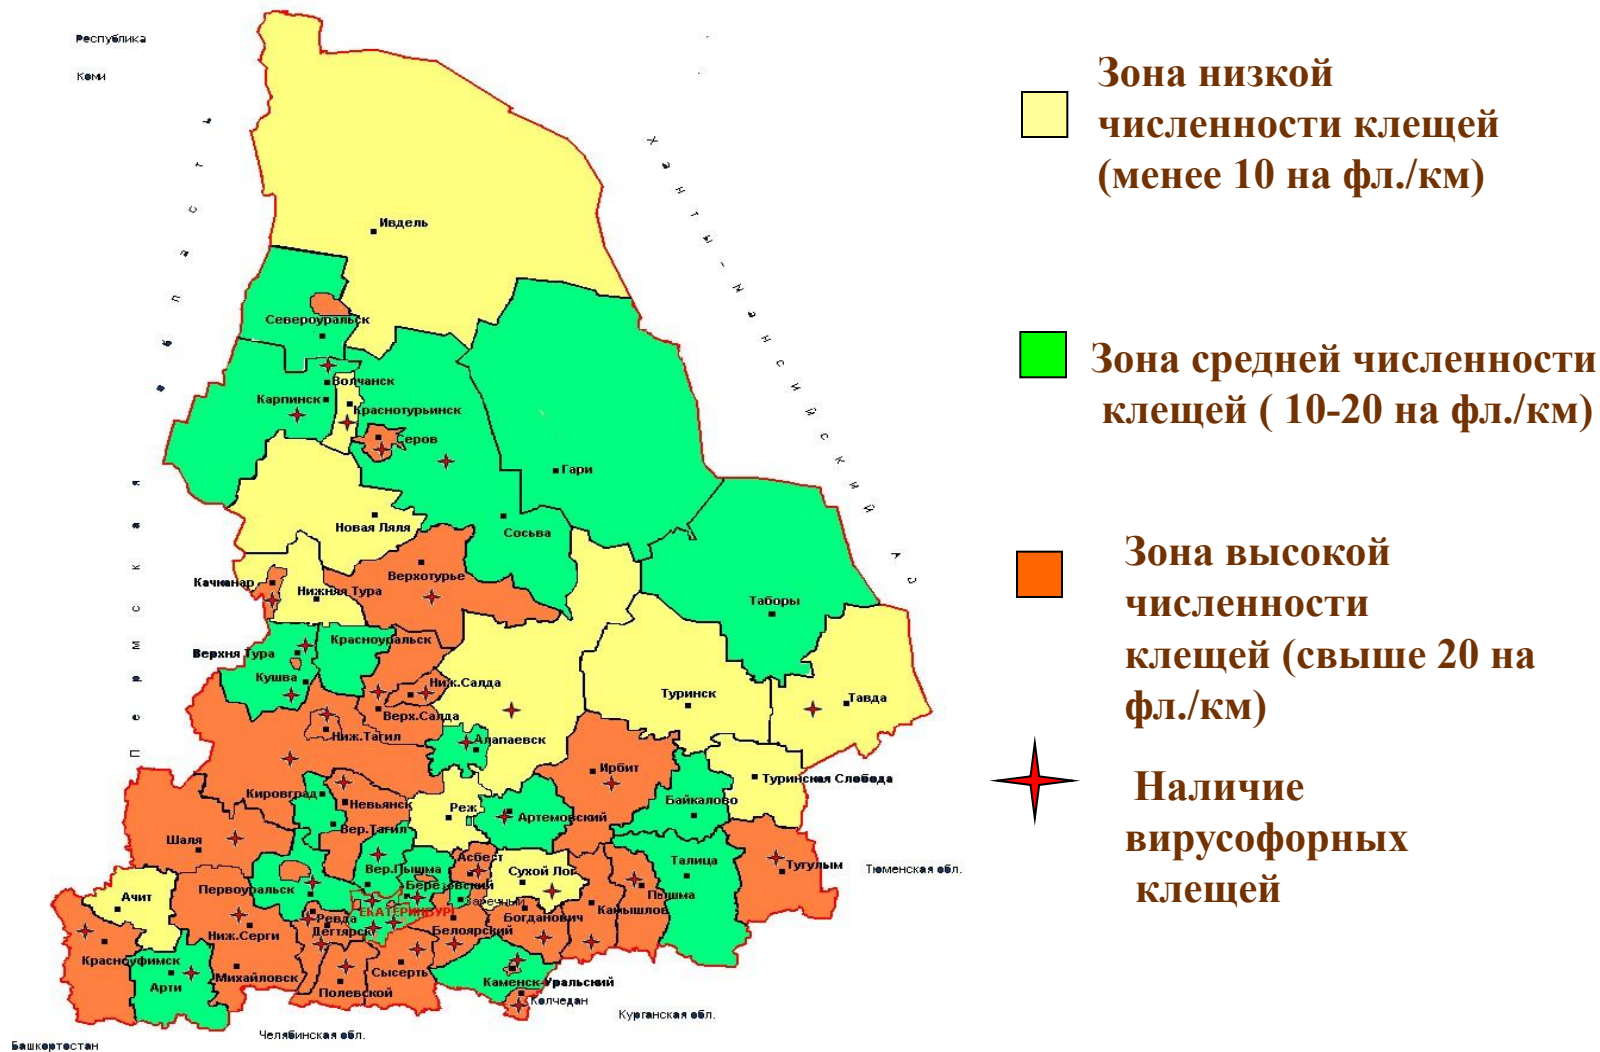 Республика
Коми
Пермская область
Ханты-Мансийский АО
Ивдель
Североуральск
Волчанск
Карпинск
Краснотурьинск
Серов
Гари
Новая Ляля
Сосьва
Качканар
Нижняя Тура
Верхотурье
Таборы
Верхня Тура
Красноуральск
Кушва
Ниж.Салда
Верх.Салда
Туринск
Тавда
Ниж.Тагил
Алапаевск
Ирбит
Туринская Слобода
Кировград
Невьянск
Реж
Артемовский
Байкалово
Вер.Тагил
Шаля
Асбест
Талица
Тугулым
Вер.Пышма
Сухой Лог
Первоуральск
Березовский
Пышма
Ачит
Заречный
ЕКАТЕРИНБУРГ
Камышлов
Ревда
Богданович
Ниж.Серги
Дегтярск
Белоярский
Красноуфимск
Михайловск
Сысерть
Арти
Полевской
Каменск-Уральский
Колчедан
Тюменская обл.
Курганская обл.
Челябинская обл.
Башкортостан
Зона низкой
численности клещей
(менее 10 на фл./км)
Зона средней численности
клещей ( 10-20 на фл./км)
Зона высокой
численности
клещей (свыше 20 на
фл./км)
Наличие
вирусофорных
клещей